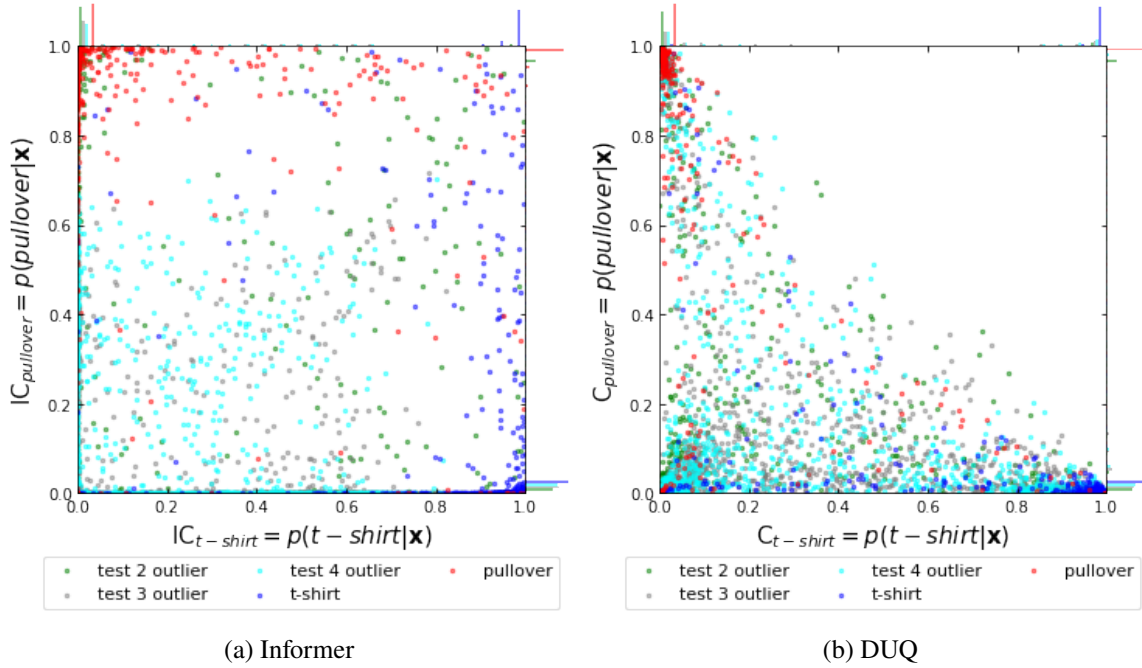 1.0
0.8
0.6
0.4
0.2
0.0
0.0 0.2 0.4 0.6 0.8 1.0
IC_pullover = p(pullover|x)
IC_t−shirt = p(t−shirt|x)
test 2 outlier test 4 outlier pullover
test 3 outlier t-shirt
(a) Informer
1.0
0.8
0.6
0.4
0.2
0.0
0.0 0.2 0.4 0.6 0.8 1.0
C_pullover = p(pullover|x)
C_t−shirt = p(t−shirt|x)
test 2 outlier test 4 outlier pullover
test 3 outlier t-shirt
(b) DUQ